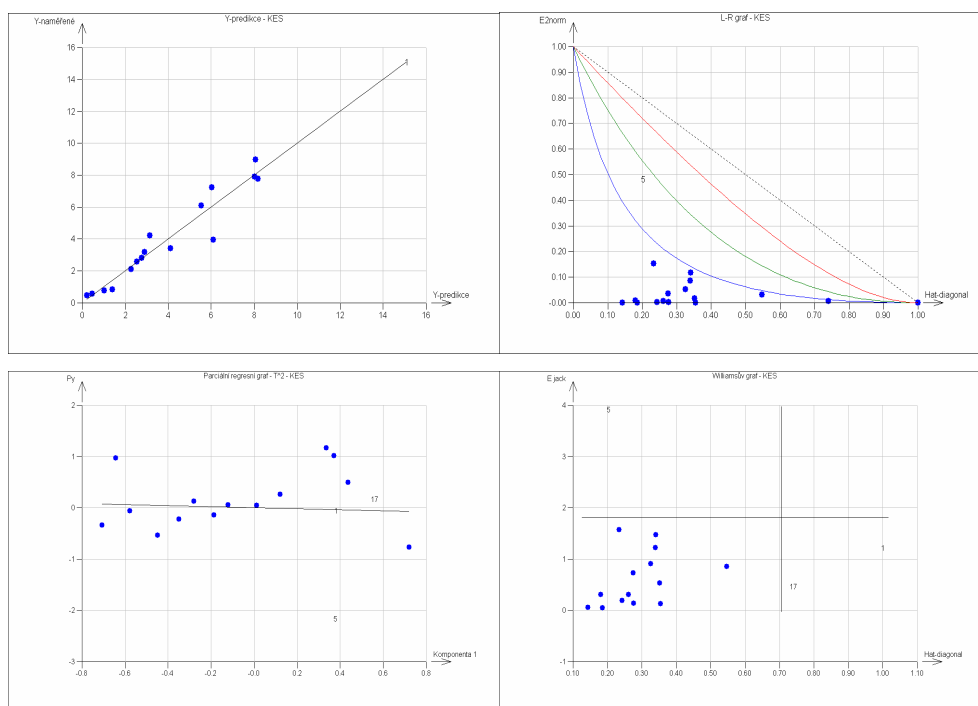 Y-naměřené
Y-predikce - KES
16
14
12
10
8
6
4
2
0
1
Y-predikce
0 2 4 6 8 10 12 14 16
E2norm
L-R graf - KES
1.00
0.90
0.80
0.70
0.60
0.50
0.40
0.30
0.20
0.10
-0.00
5
Hat-diagonal
0.00 0.10 0.20 0.30 0.40 0.50 0.60 0.70 0.80 0.90 1.00
Py
Parciální regresní graf - T^2 - KES
2
1
0
-1
-2
-3
17
1
5
Komponenta 1
-0.8 -0.6 -0.4 -0.2 -0.0 0.2 0.4 0.6 0.8
E jack
Williamsův graf - KES
4
3
2
1
0
-1
5
1
17
Hat-diagonal
0.10 0.20 0.30 0.40 0.50 0.60 0.70 0.80 0.90 1.00 1.10